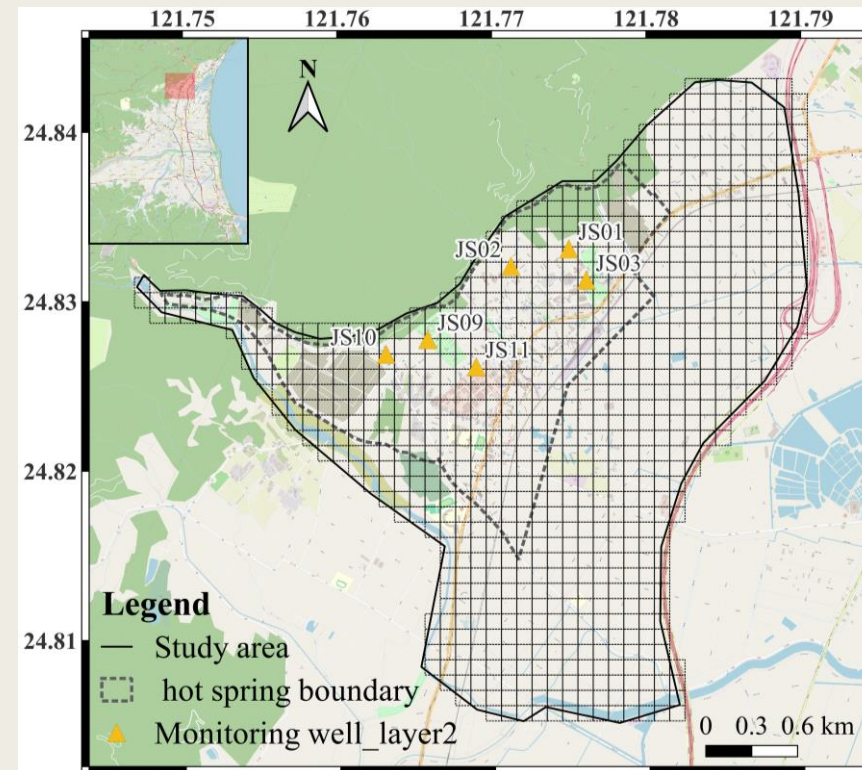 121.75 121.76 121.77 121.78 121.79
N
24.84
JS01
JS02
JS03
24.83
JS09
JS10
JS11
24.82
24.81
Legend
Study area
hot spring boundary
Monitoring well_layer2
0 0.3 0.6 km